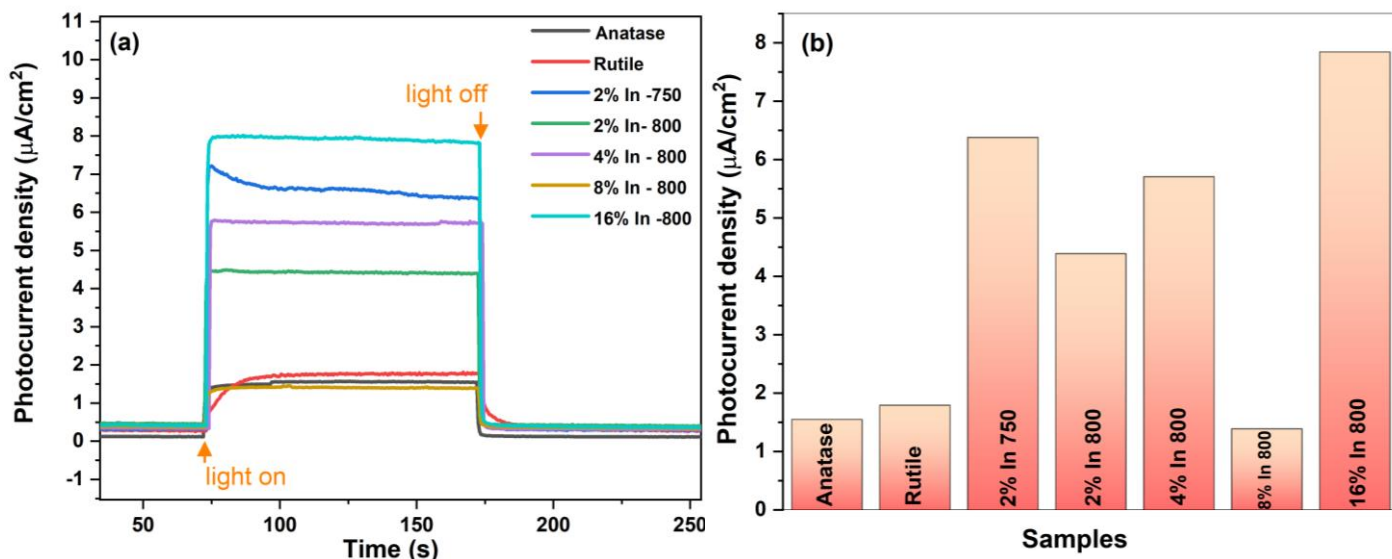 (a)
Photocurrent density (μA/cm²)
11
10
9
8
7
6
5
4
3
2
1
0
-1
50
100
150
200
250
Time (s)
Anatase
Rutile
2% In -750
2% In- 800
4% In - 800
8% In - 800
16% In -800
light off
light on
(b)
Photocurrent density (μA/cm²)
8
7
6
5
4
3
2
1
0
Anatase
Rutile
2% In 750
2% In 800
4% In 800
8% In 800
16% In 800
Samples